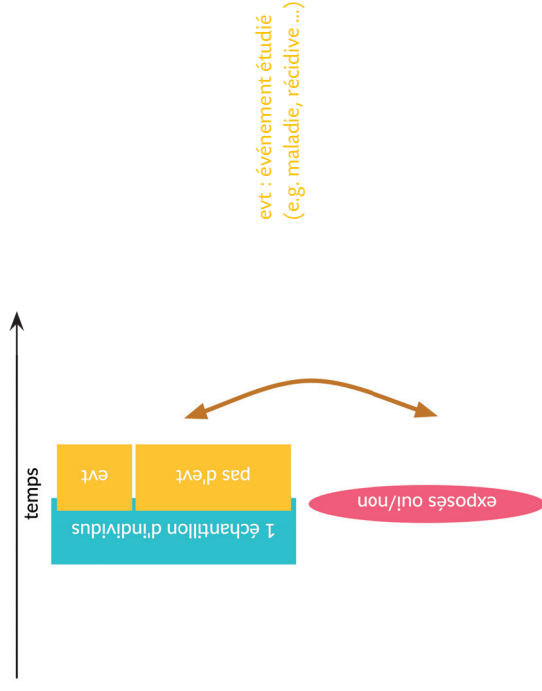 temps
evt
pas d'evt
1 échantillon d'individus
exposés oui/non
evt : événement étudié
(e.g. maladie, récidive ...)